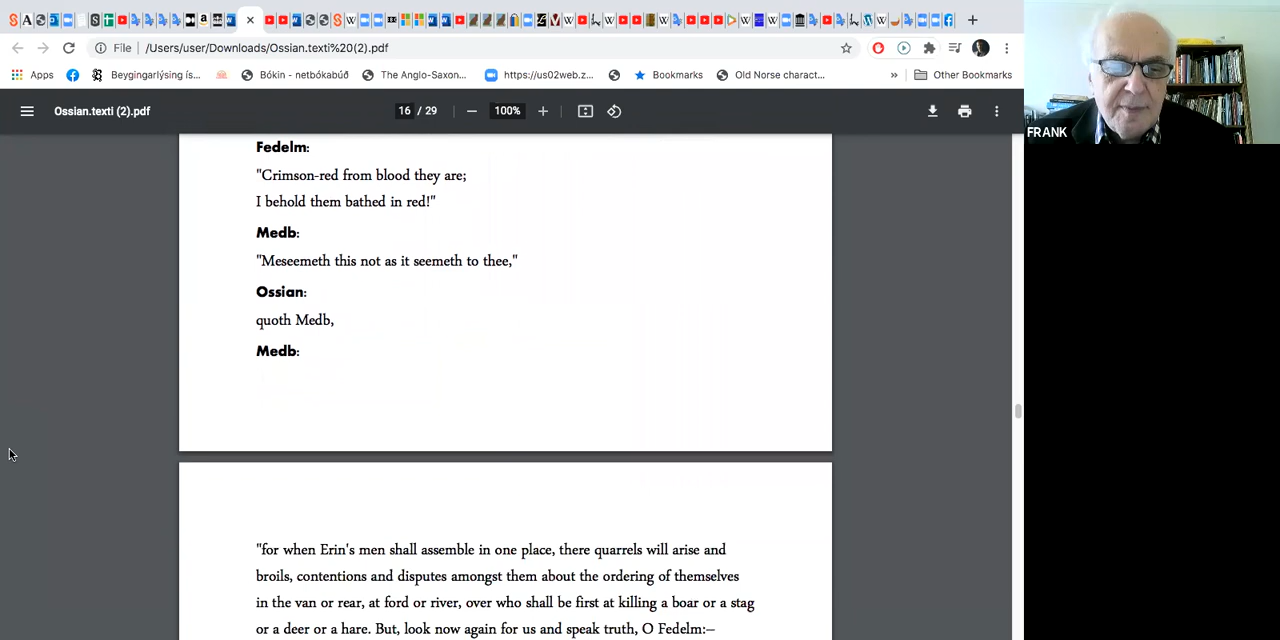 File /Users/user/Downloads/Ossian.texti%20(2).pdf
Apps Beygingarlýsing ís... Bókin - netbókabúð The Anglo-Saxon... https://us02web.z... Bookmarks Old Norse charact... » Other Bookmarks
Ossian.texti (2).pdf 16 / 29 100%
FRANK
Fedelm:
"Crimson-red from blood they are;
I behold them bathed in red!"
Medb:
"Meseemeth this not as it seemeth to thee,"
Ossian:
quoth Medb,
Medb:
"for when Erin's men shall assemble in one place, there quarrels will arise and
broils, contentions and disputes amongst them about the ordering of themselves
in the van or rear, at ford or river, over who shall be first at killing a boar or a stag
or a deer or a hare. But, look now again for us and speak truth, O Fedelm:—